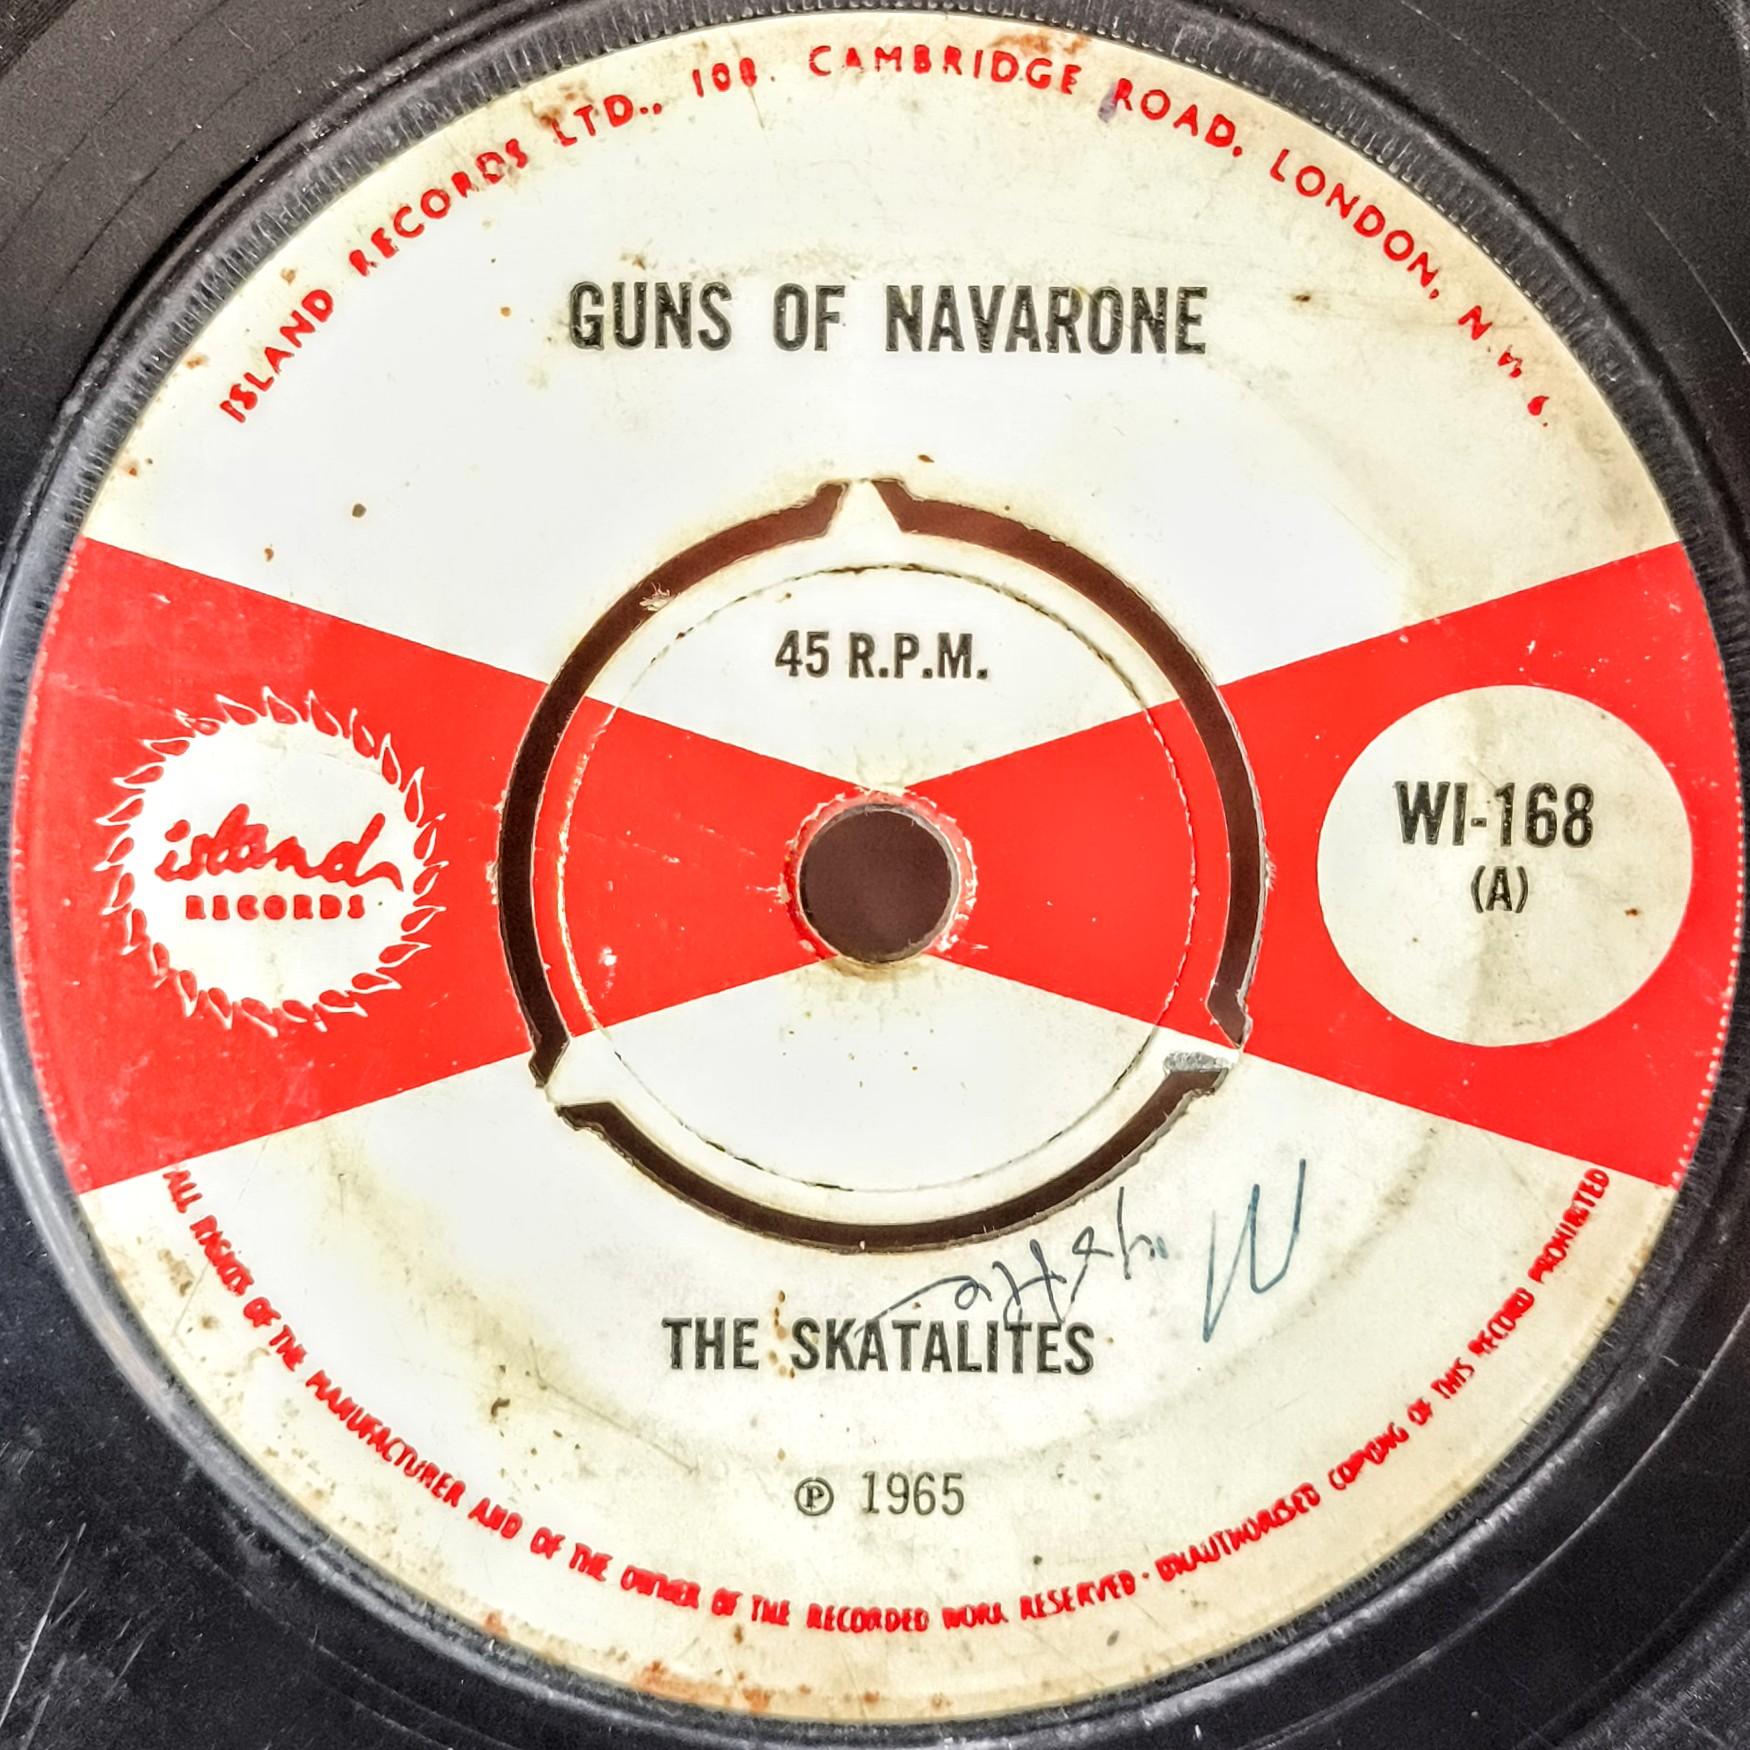 ISLAND RECORDS LTD., 108. CAMBRIDGE ROAD, LONDON, N.W. 6.
GUNS OF NAVARONE
45 R.P.M.
island
RECORDS
WI-168
(A)
THE SKATALITES
℗ 1965
ALL RIGHTS OF THE MANUFACTURER AND OF THE OWNER OF THE RECORDED WORK RESERVED · UNAUTHORISED COPYING OF THIS RECORD PROHIBITED